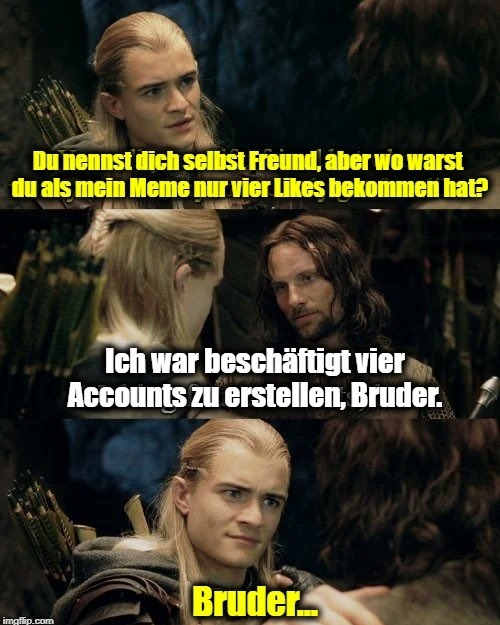 Du nennst dich selbst Freund, aber wo warst
du als mein Meme nur vier Likes bekommen hat?
Ich war beschäftigt vier
Accounts zu erstellen, Bruder.
Bruder...
imgflip.com